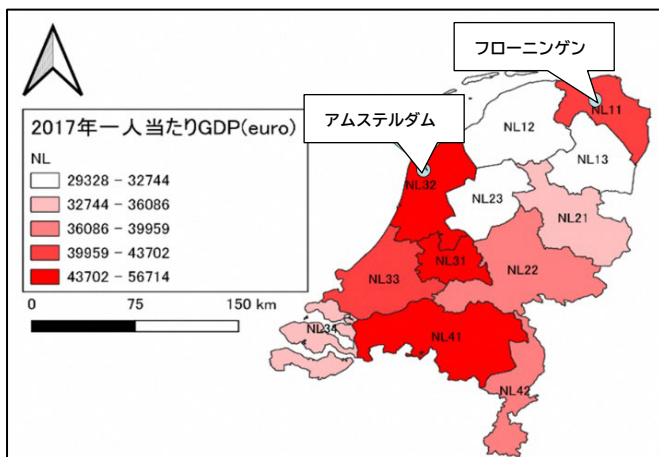 フローニンゲン
アムステルダム
2017年一人当たりGDP(euro)
NL
29328 - 32744
32744 - 36086
36086 - 39959
39959 - 43702
43702 - 56714
0 75 150 km
NL11
NL12
NL13
NL32
NL23
NL21
NL31
NL22
NL33
NL34
NL41
NL42